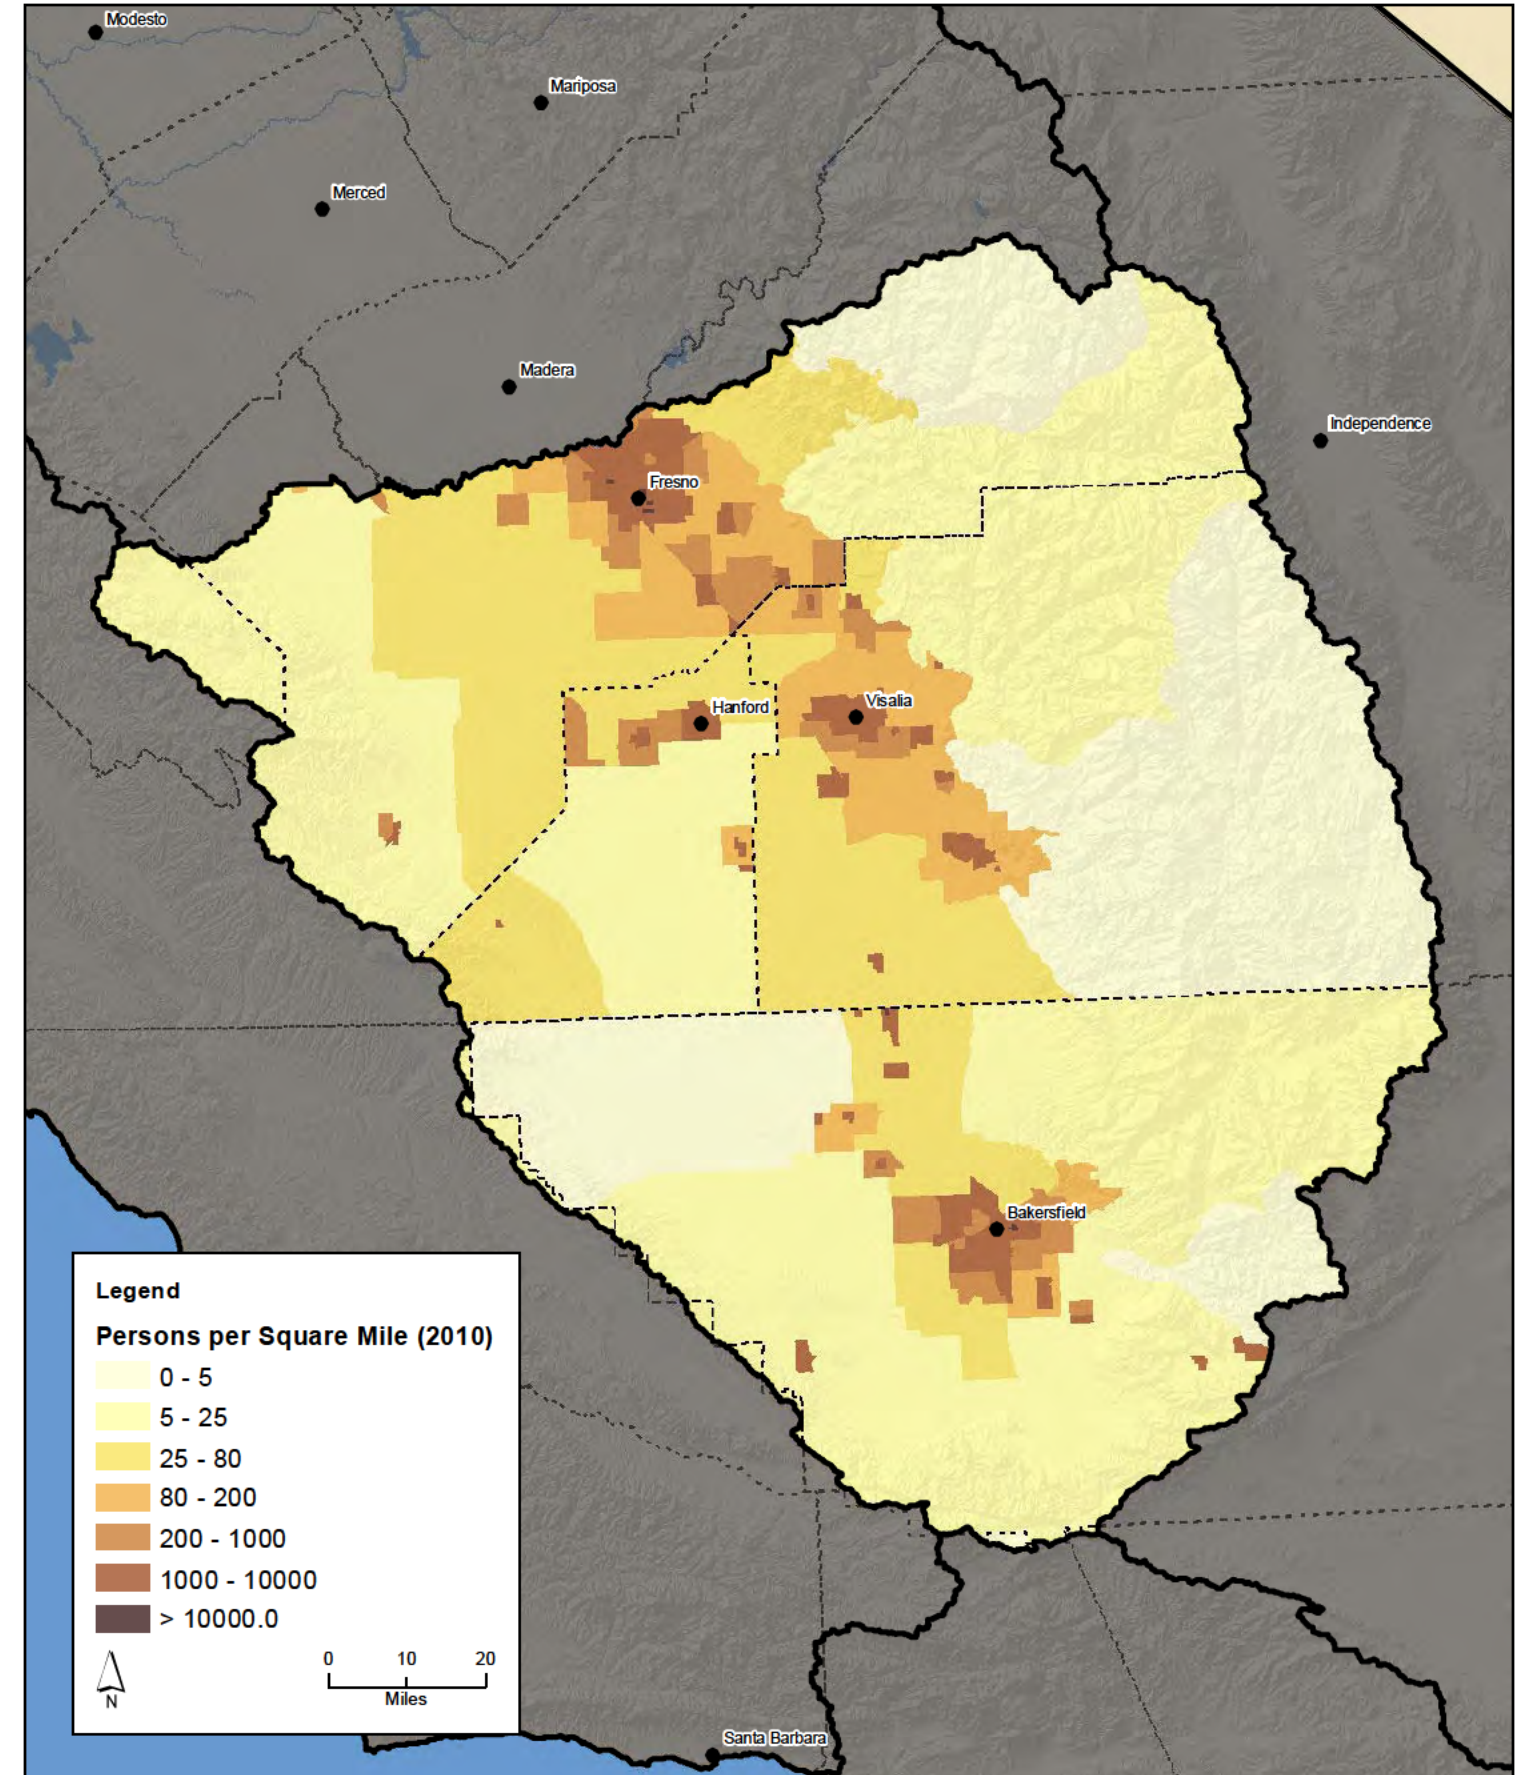 Modesto
Mariposa
Merced
Madera
Independence
Fresno
Visalia
Hanford
Bakersfield
Legend
Persons per Square Mile (2010)
0 - 5
5 - 25
25 - 80
80 - 200
200 - 1000
1000 - 10000
> 10000.0
0 10 20
Miles
N
Santa Barbara